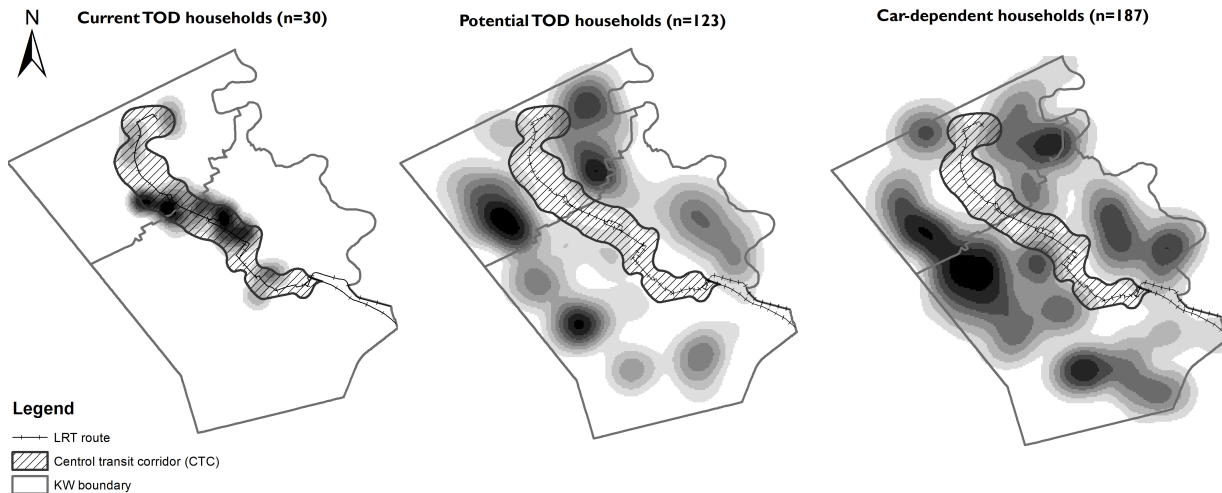 N
Current TOD households (n=30)
Potential TOD households (n=123)
Car-dependent households (n=187)
Legend
LRT route
Central transit corridor (CTC)
KW boundary